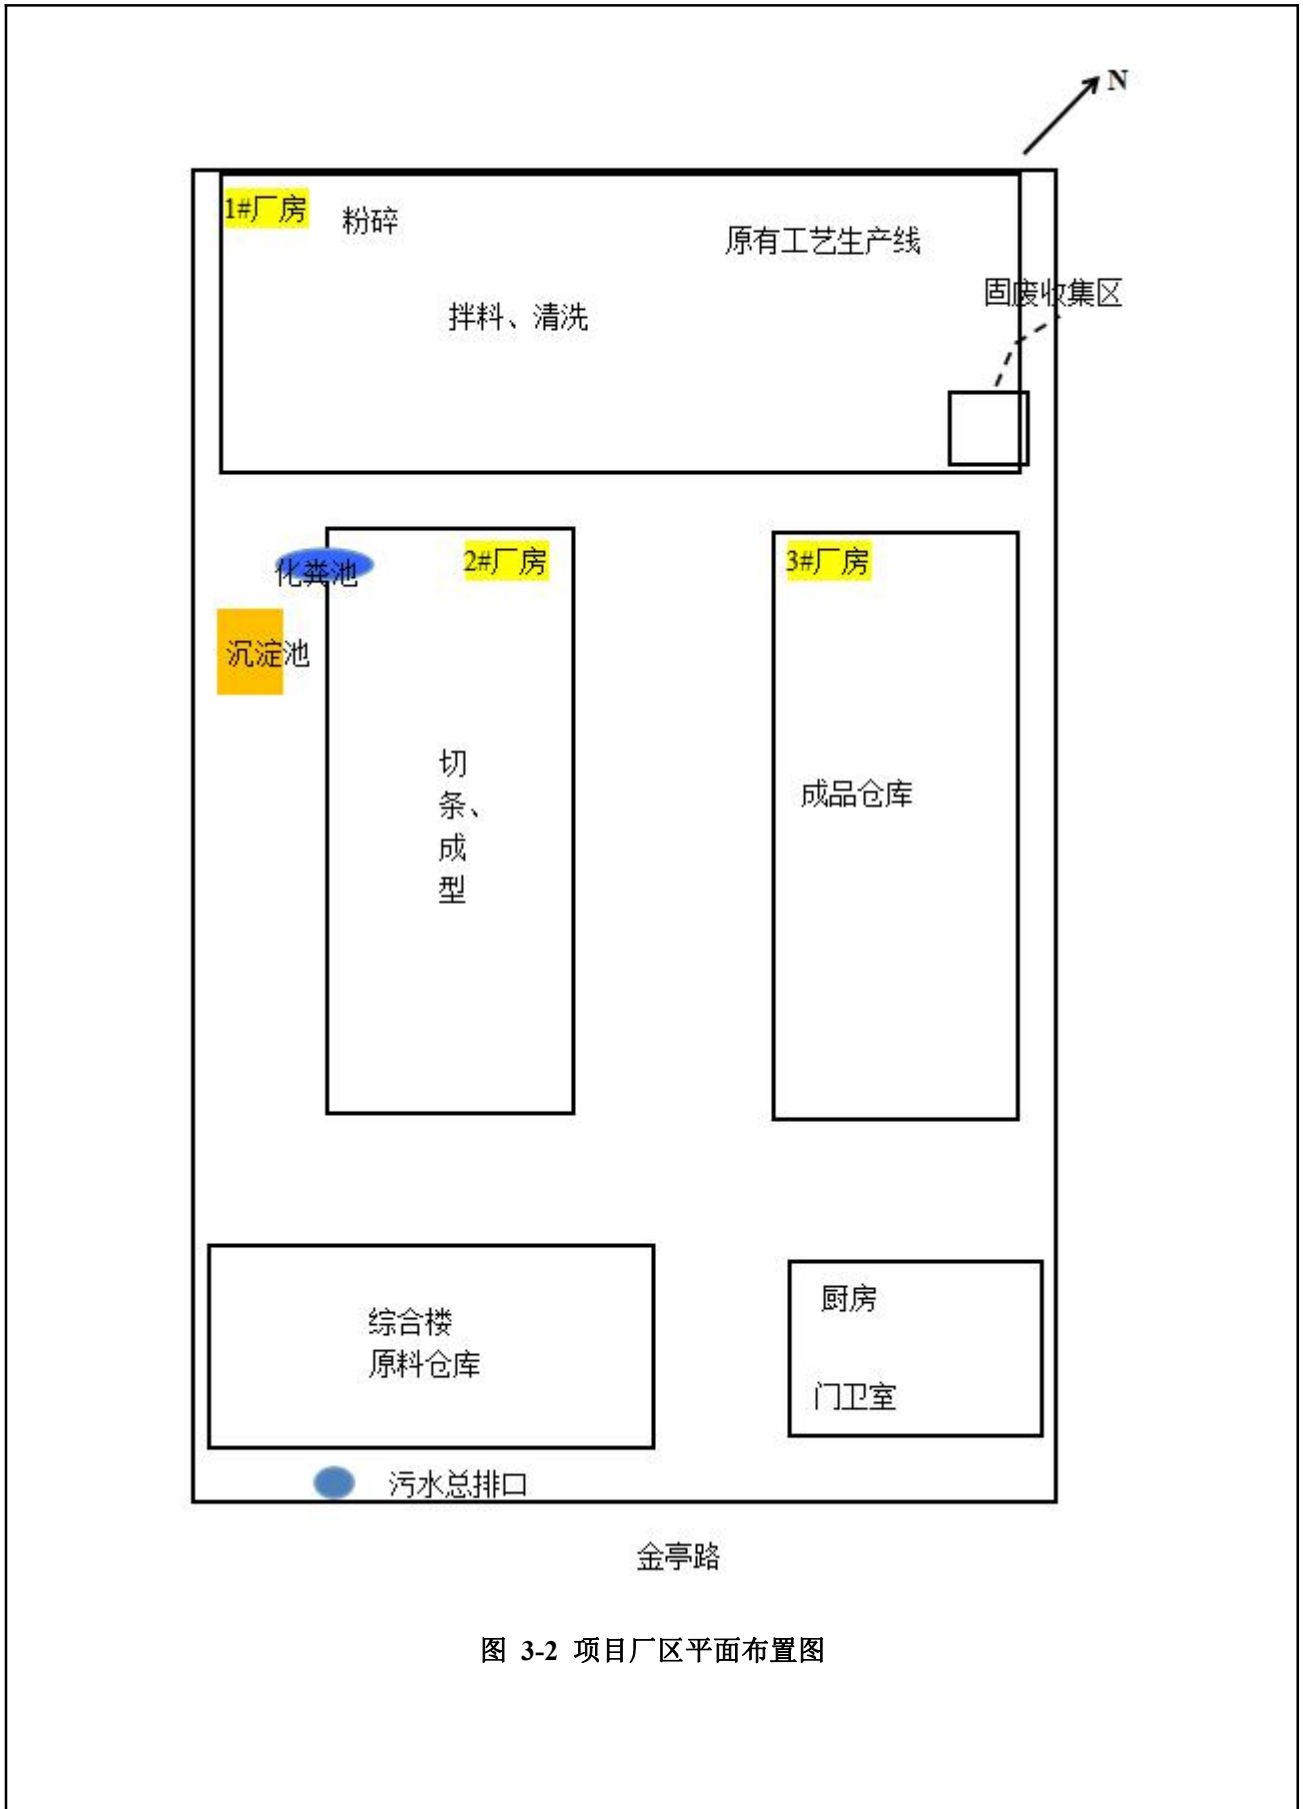 N
1#厂房
粉碎
原有工艺生产线
固废收集区
拌料、清洗
化粪池
2#厂房
3#厂房
沉淀池
切
条、
成
型
成品仓库
综合楼
原料仓库
厨房
门卫室
污水总排口
金亭路
图 3-2 项目厂区平面布置图